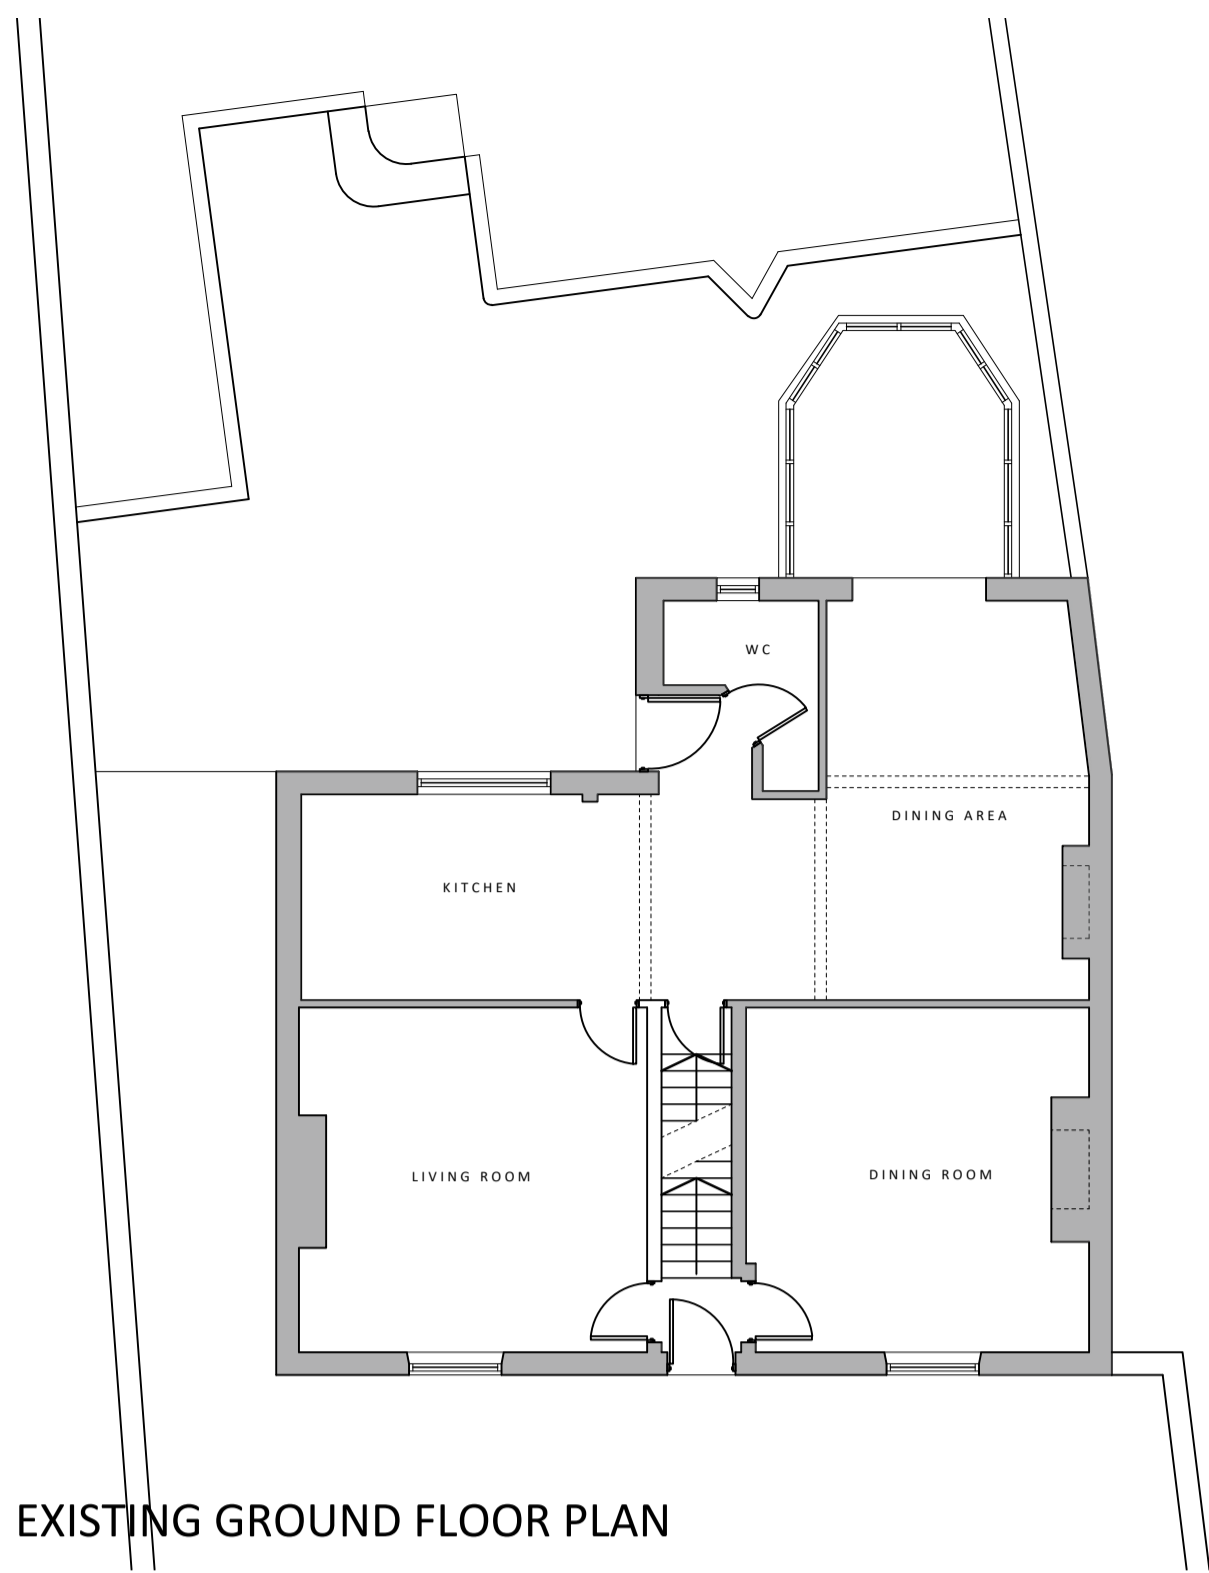 WC
DINING AREA
KITCHEN
LIVING ROOM
DINING ROOM
EXISTING GROUND FLOOR PLAN